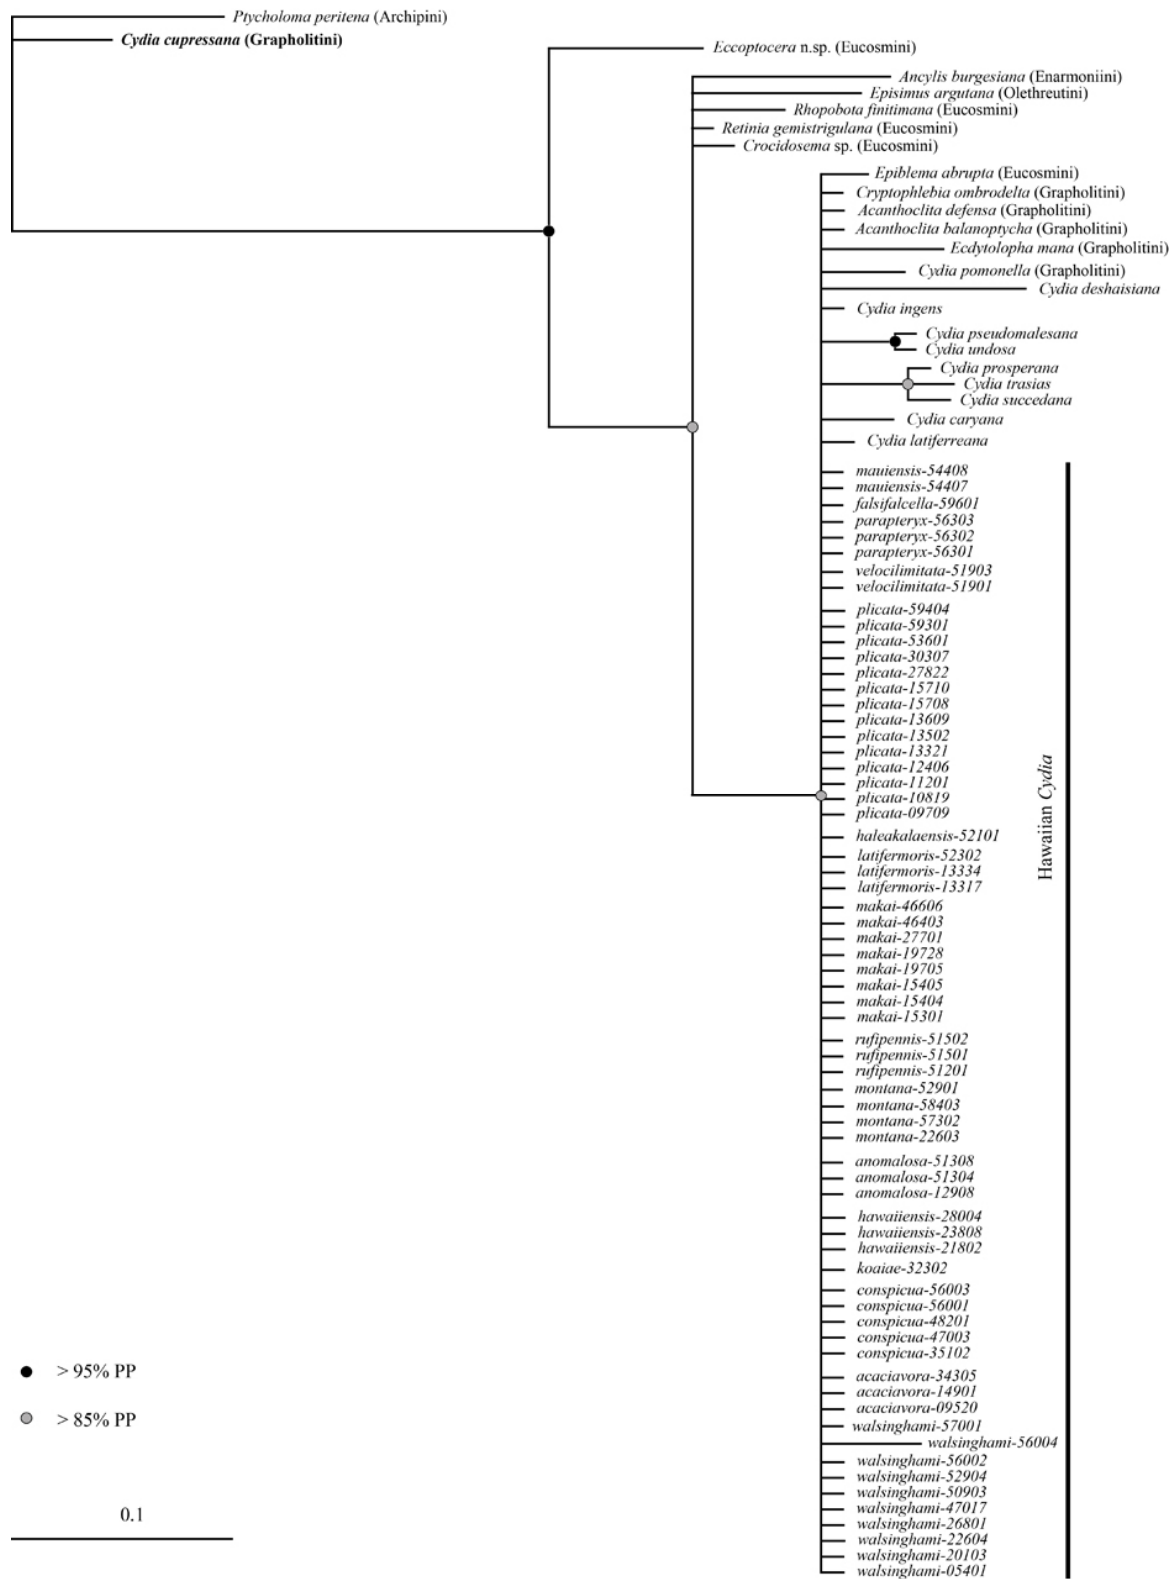 Ptycholoma peritena (Archipini)
Cydia cupressana (Grapholitini)
Eccoptocera n.sp. (Eucosmini)
Ancylis burgesiana (Enarmoniini)
Episimus argutana (Olethreutini)
Rhopobota finitimana (Eucosmini)
Retinia gemistrigulana (Eucosmini)
Crocidosema sp. (Eucosmini)
Epiblema abrupta (Eucosmini)
Cryptophlebia ombrodelta (Grapholitini)
Acanthoclita defensa (Grapholitini)
Acanthoclita balanoptycha (Grapholitini)
Ecdytolopha mana (Grapholitini)
Cydia pomonella (Grapholitini)
Cydia deshaisiana
Cydia ingens
Cydia pseudomalesana
Cydia undosa
Cydia prosperana
Cydia trasias
Cydia succedana
Cydia caryana
Cydia latiferreana
mauiensis-54408
mauiensis-54407
falsifalcella-59601
parapteryx-56303
parapteryx-56302
parapteryx-56301
velocilimitata-51903
velocilimitata-51901
plicata-59404
plicata-59301
plicata-53601
plicata-30307
plicata-27822
plicata-15710
plicata-15708
plicata-13609
plicata-13502
plicata-13321
plicata-12406
plicata-11201
plicata-10819
plicata-09709
haleakalaensis-52101
latifermoris-52302
latifermoris-13334
latifermoris-13317
makai-46606
makai-46403
makai-27701
makai-19728
makai-19705
makai-15405
makai-15404
makai-15301
rufipennis-51502
rufipennis-51501
rufipennis-51201
montana-52901
montana-58403
montana-57302
montana-22603
anomalosa-51308
anomalosa-51304
anomalosa-12908
hawaiiensis-28004
hawaiiensis-23808
hawaiiensis-21802
koaiae-32302
conspicua-56003
conspicua-56001
conspicua-48201
conspicua-47003
conspicua-35102
acaciavora-34305
acaciavora-14901
acaciavora-09520
walsinghami-57001
walsinghami-56004
walsinghami-56002
walsinghami-52904
walsinghami-50903
walsinghami-47017
walsinghami-26801
walsinghami-22604
walsinghami-20103
walsinghami-05401
Hawaiian Cydia
> 95% PP
> 85% PP
0.1